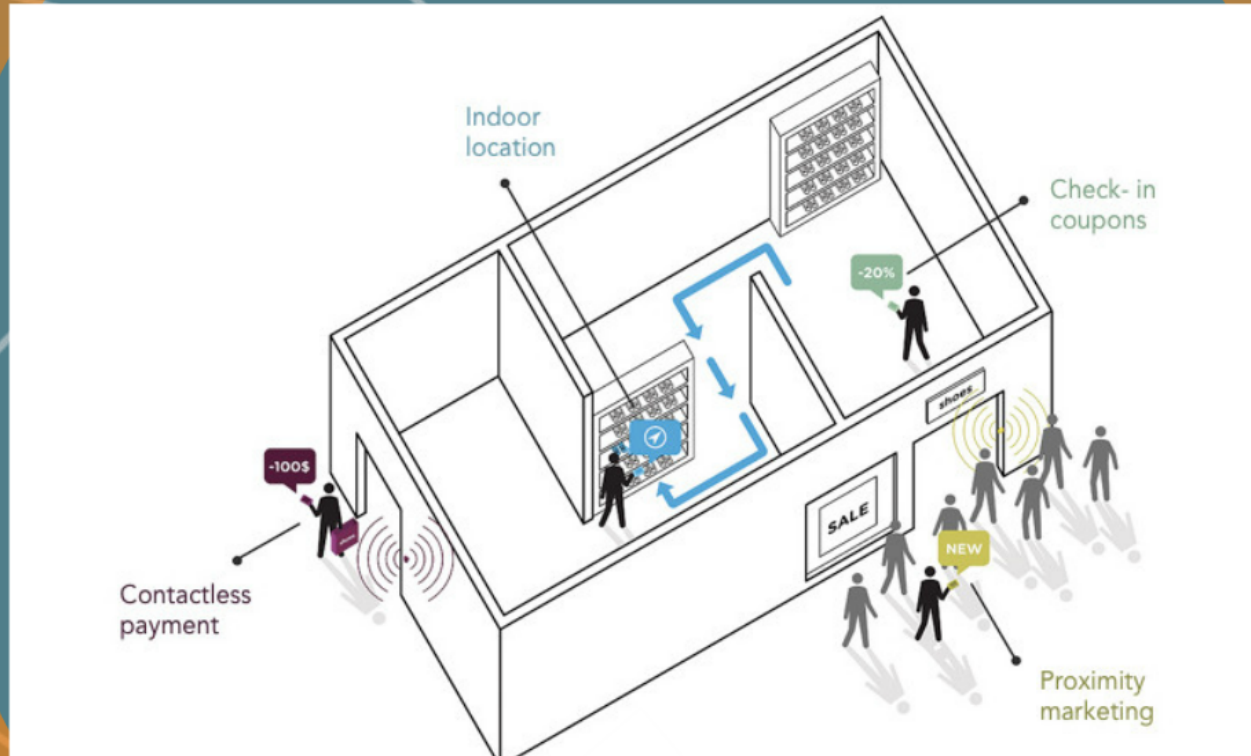 Indoor
location
Check- in
coupons
-20%
shoes
-100$
SALE
NEW
Contactless
payment
Proximity
marketing